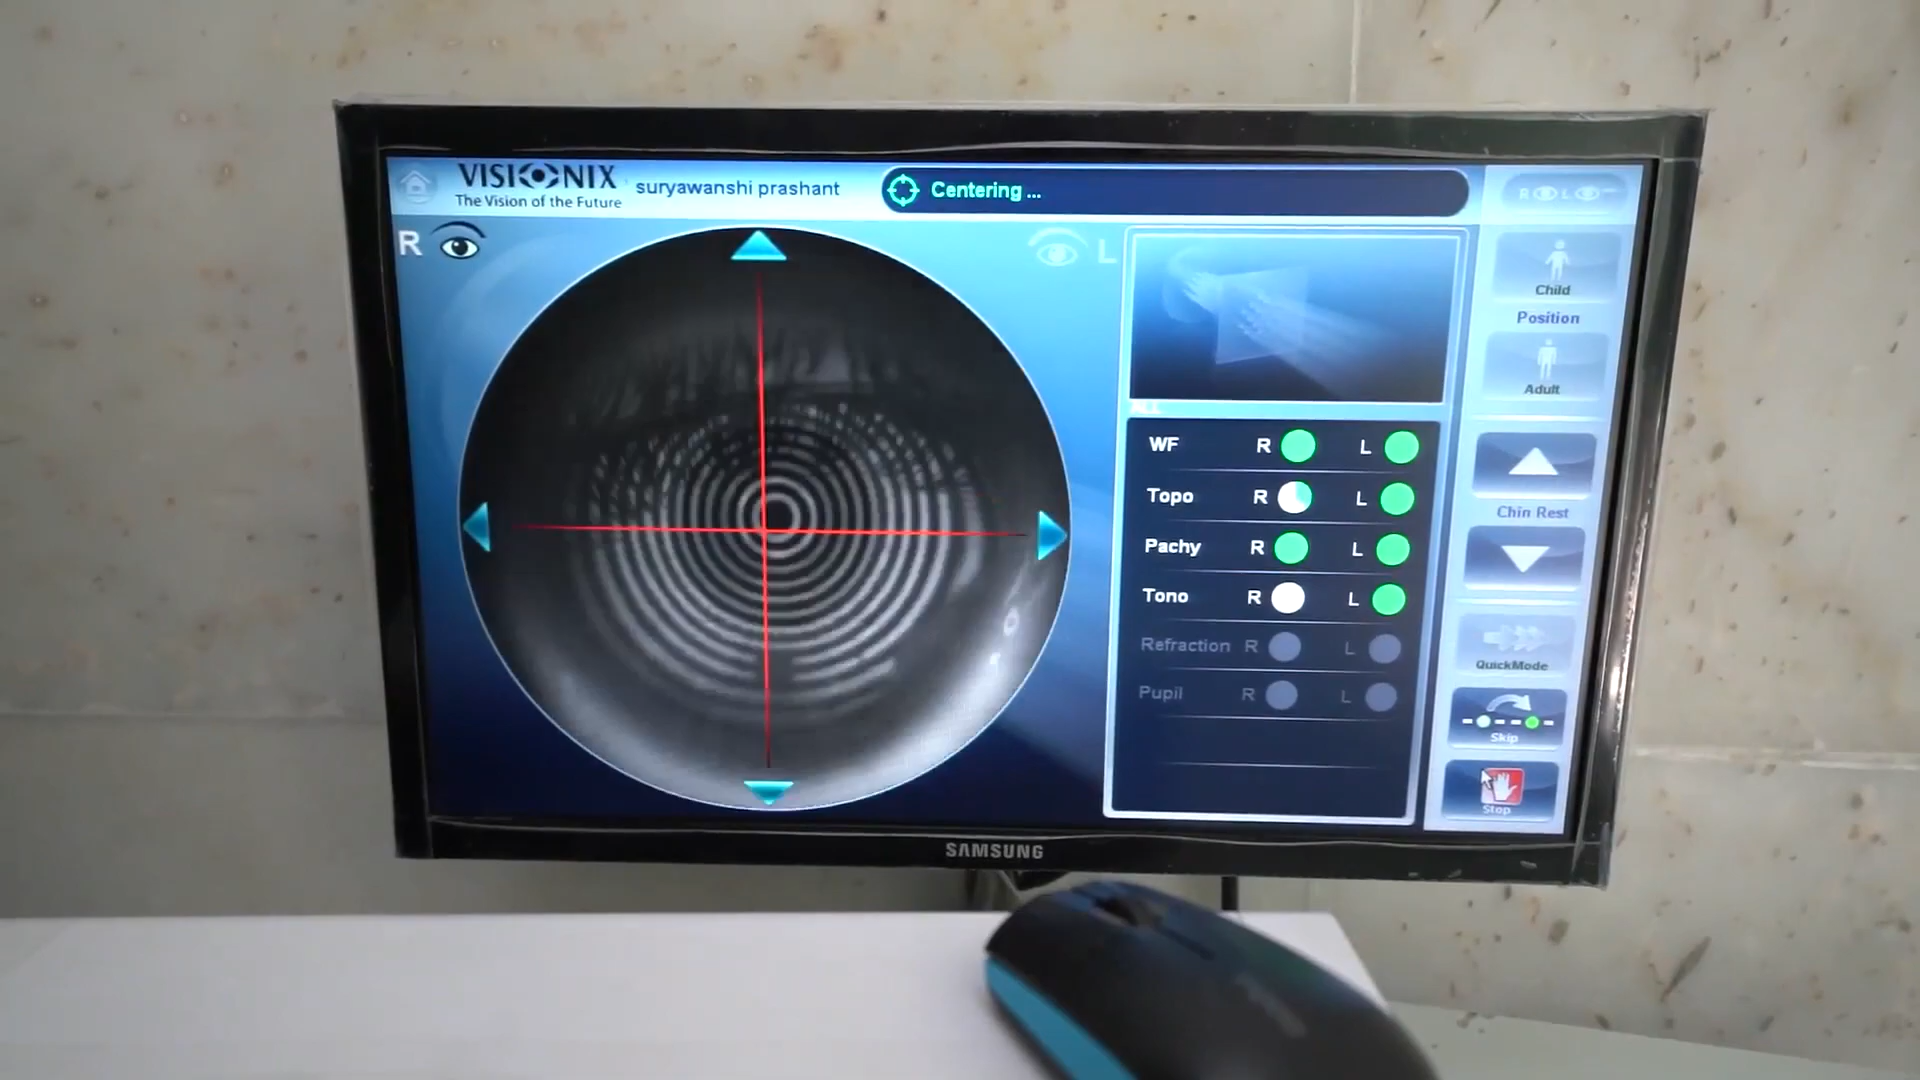 VISIONIX
The Vision of the Future
suryawanshi prashant
Centering ...
R L
R
L
Child
Position
Adult
ALL
WF R L
Topo R L
Pachy R L
Tono R L
Refraction R L
Pupil R L
Chin Rest
QuickMode
Skip
Stop
SAMSUNG